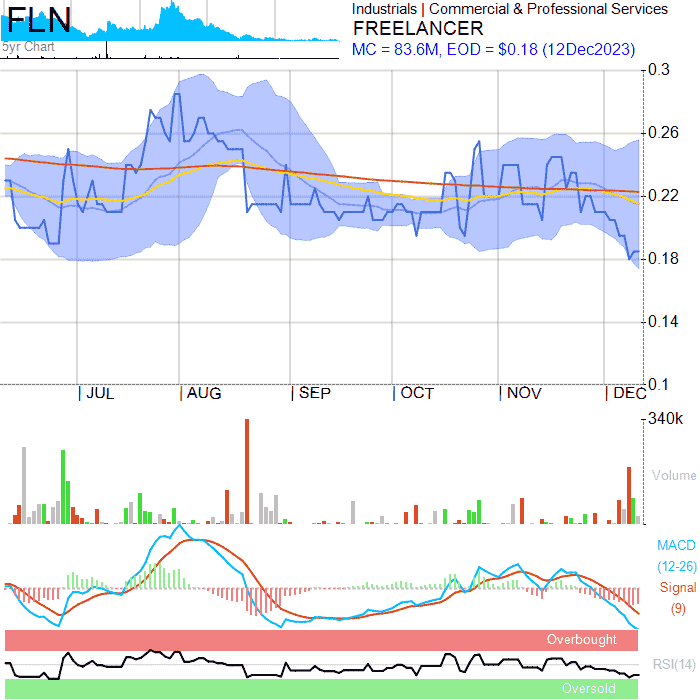 FLN
5yr Chart
Industrials | Commercial & Professional Services
FREELANCER
MC = 83.6M, EOD = $0.18 (12Dec2023)
0.3
0.26
0.22
0.18
0.14
0.1
| JUL | AUG | SEP | OCT | NOV | DEC
340k
Volume
MACD
(12-26)
Signal
(9)
Overbought
RSI(14)
Oversold